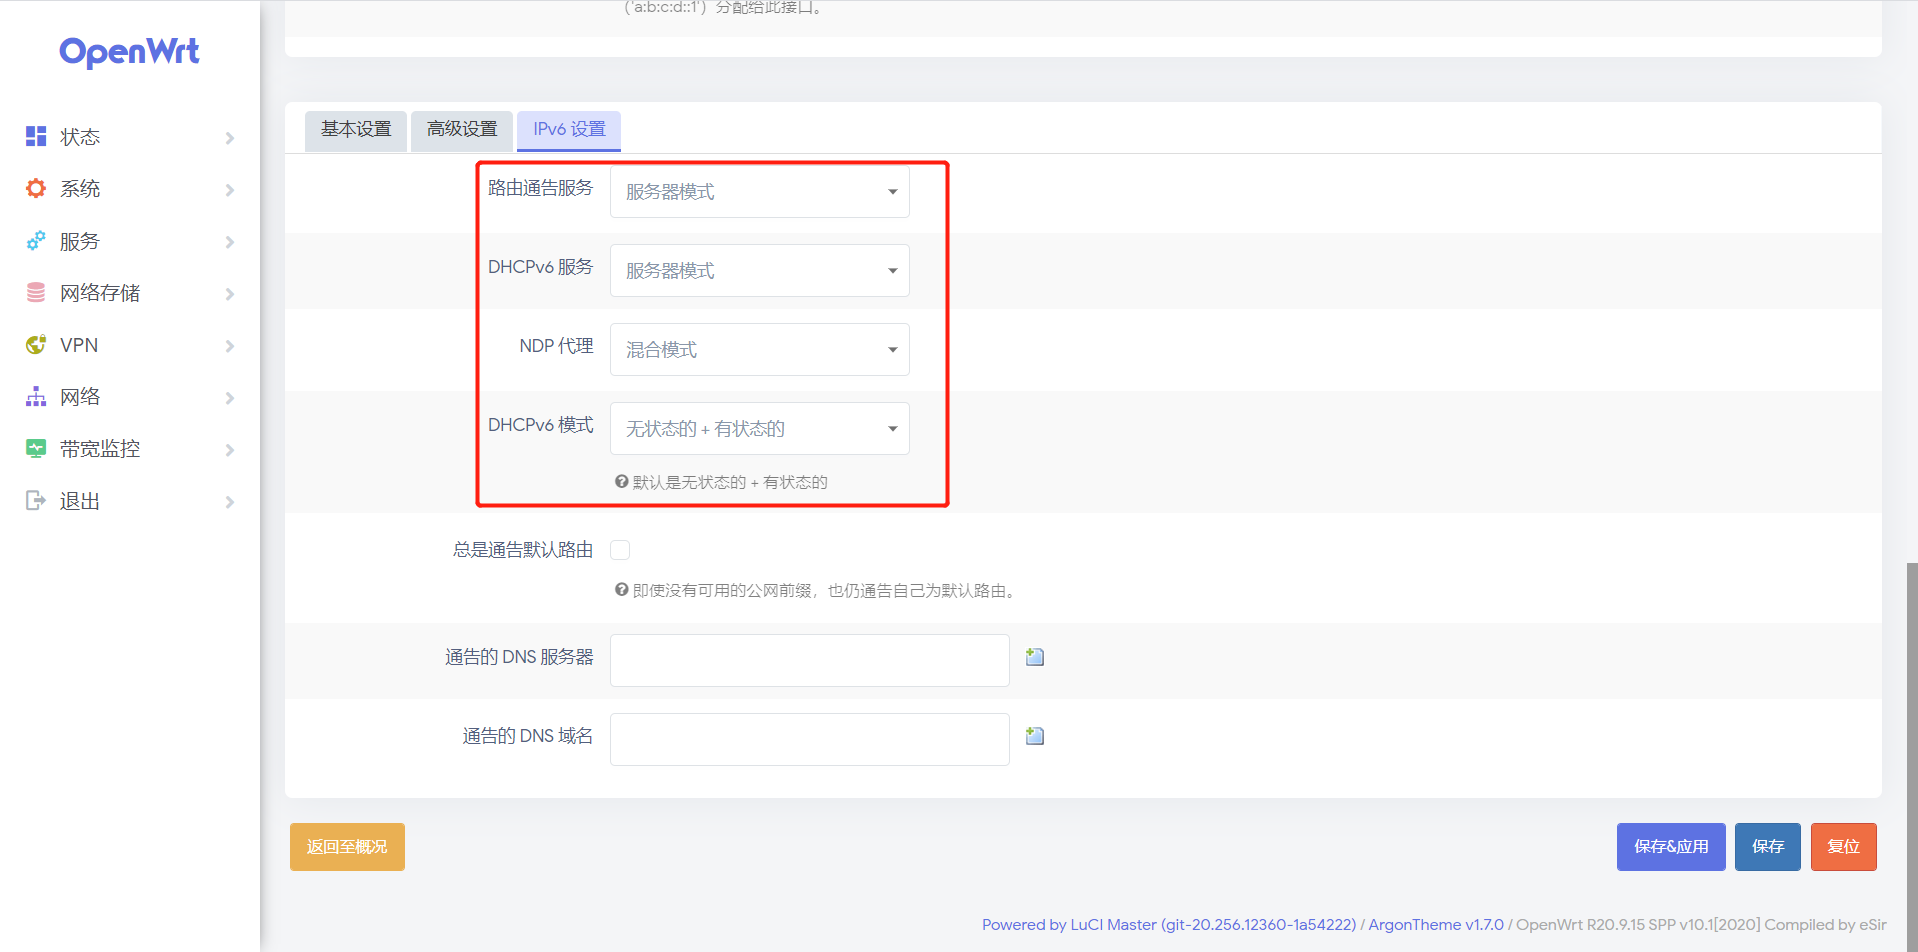 ('a:b:c:d::1') 分配给此接口。
OpenWrt
状态
系统
服务
网络存储
VPN
网络
带宽监控
退出
基本设置
高级设置
IPv6 设置
路由通告服务
服务器模式
DHCPv6 服务
服务器模式
NDP 代理
混合模式
DHCPv6 模式
无状态的 + 有状态的
默认是无状态的 + 有状态的
总是通告默认路由
即使没有可用的公网前缀，也仍通告自己为默认路由。
通告的 DNS 服务器
通告的 DNS 域名
返回至概况
保存&应用
保存
复位
Powered by LuCI Master (git-20.256.12360-1a54222) / ArgonTheme v1.7.0 / OpenWrt R20.9.15 SPP v10.1[2020] Compiled by eSir